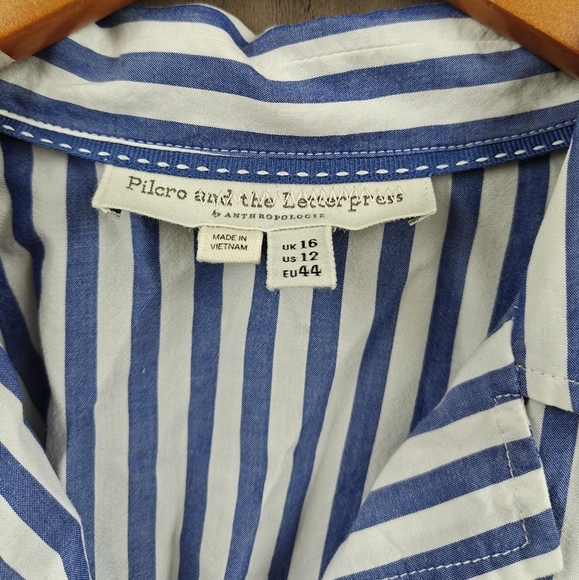 Pilcro and the Letterpress
by ANTHROPOLOGIE
MADE IN
VIETNAM
UK 16
US 12
EU 44